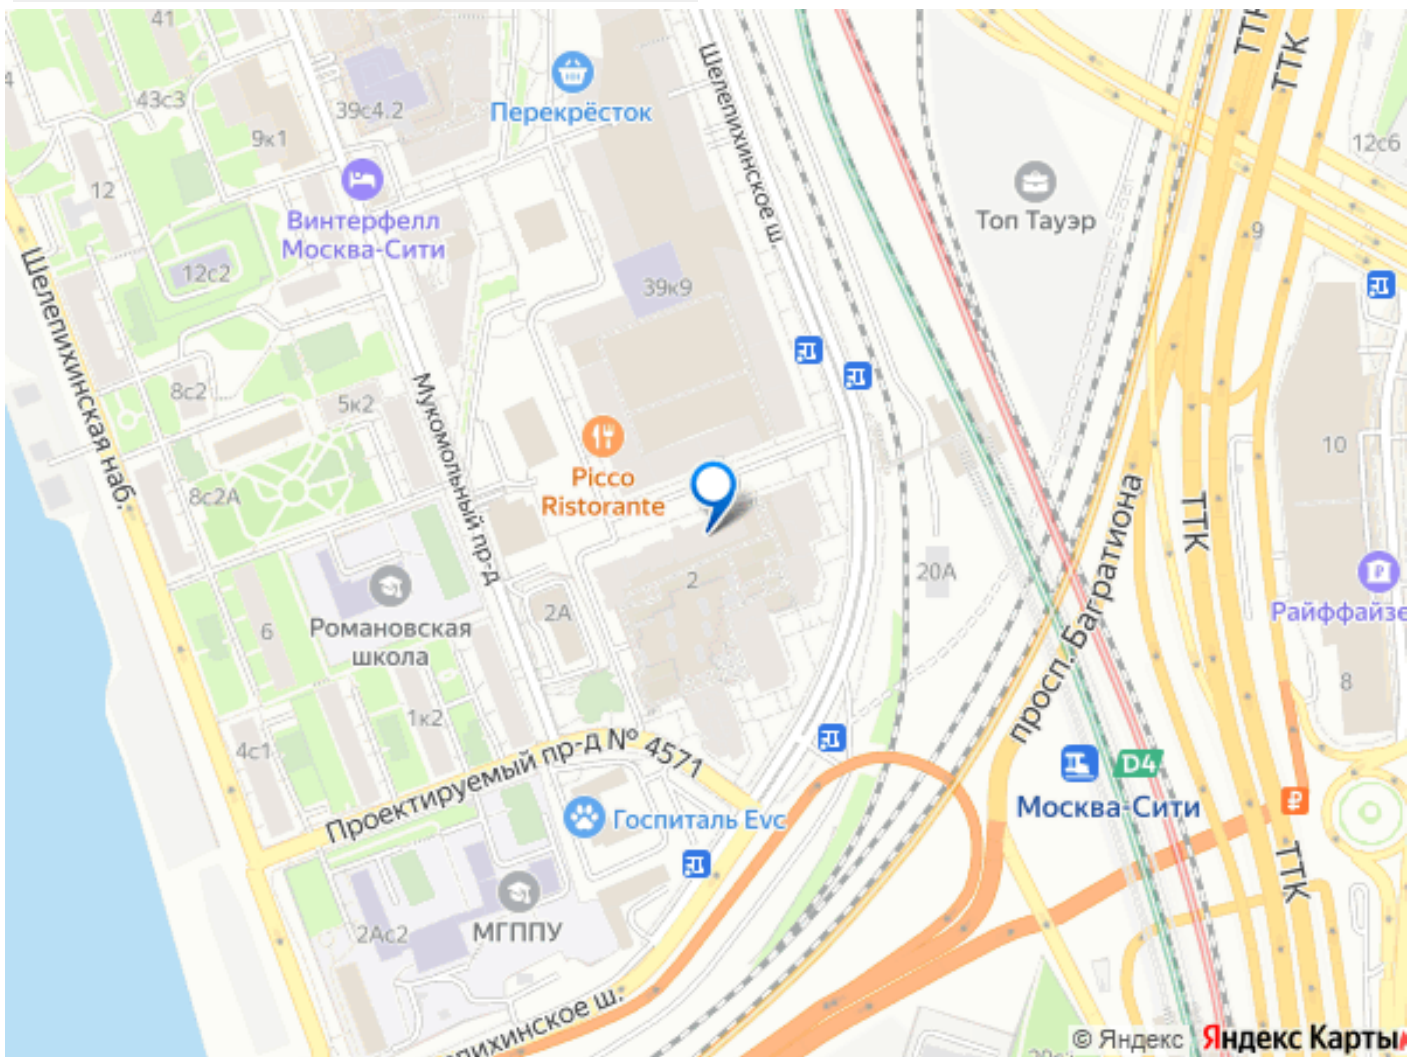 41
ТТК
ТТК
43с3
39с4.2
Перекрёсток
Шелепихинское ш.
9к1
12с6
12
Топ Тауэр
Винтерфелл
Москва-Сити
9
12с2
39к9
Шелепихинская наб.
8с2
5к2
Мукомольный пр-д
10
Picco
Ristorante
8с2А
ТТК
просп. Багратиона
20А
2
2А
Райффайзе
6
Романовская
школа
8
1к2
4с1
Проектируемый пр-д № 4571
D4
Москва-Сити
Госпиталь Evc
ТТК
2Ас2
МГППУ
елепихинское ш.
© Яндекс
Яндекс Карты